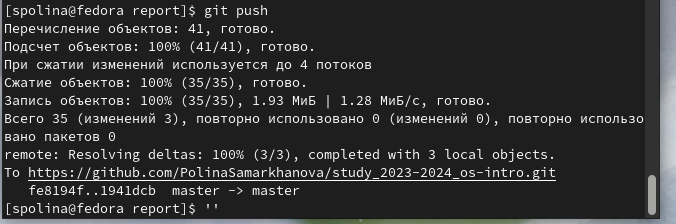 [spolina@fedora report]$ git push
Перечисление объектов: 41, готово.
Подсчет объектов: 100% (41/41), готово.
При сжатии изменений используется до 4 потоков
Сжатие объектов: 100% (35/35), готово.
Запись объектов: 100% (35/35), 1.93 МиБ | 1.28 МиБ/с, готово.
Всего 35 (изменений 3), повторно использовано 0 (изменений 0), повторно использо
вано пакетов 0
remote: Resolving deltas: 100% (3/3), completed with 3 local objects.
To https://github.com/PolinaSamarkhanova/study_2023-2024_os-intro.git
   fe8194f..1941dcb  master -> master
[spolina@fedora report]$ ''